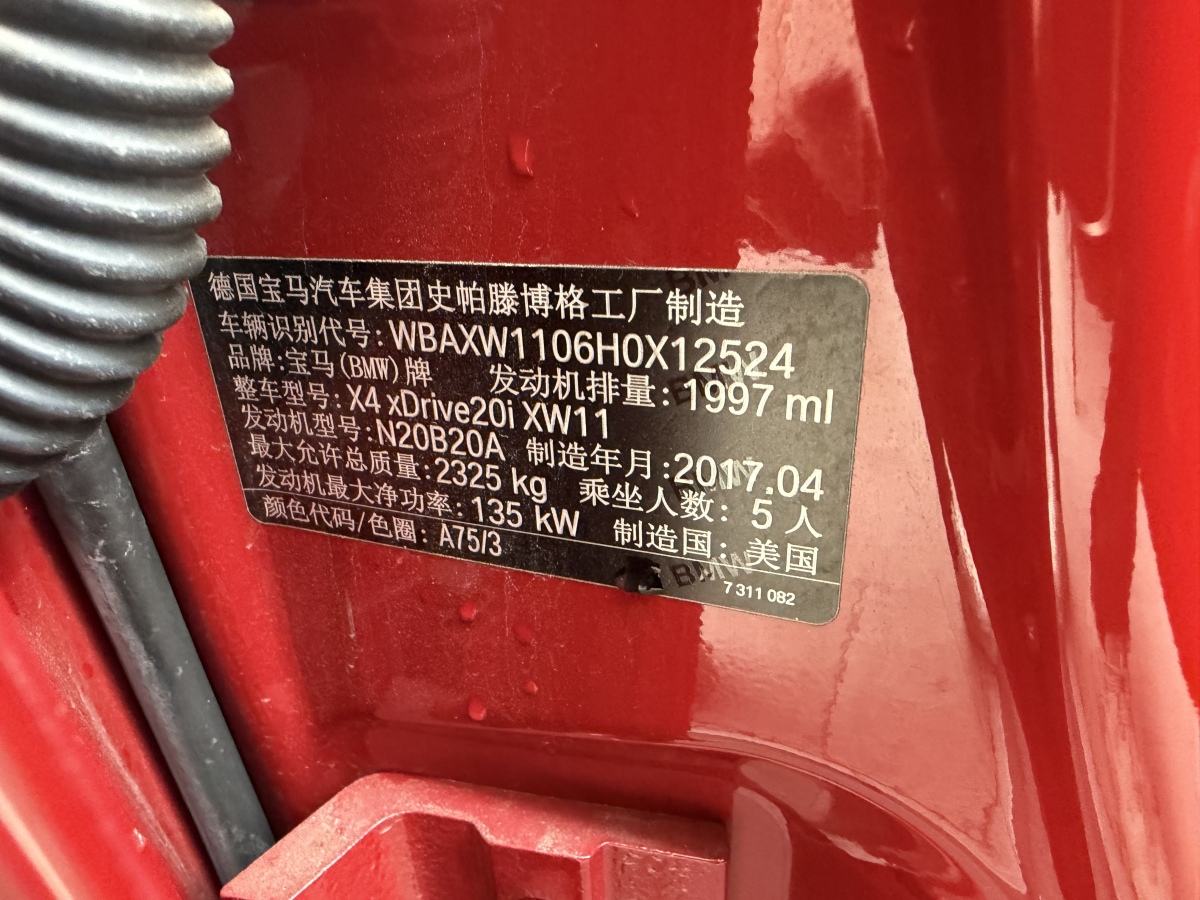 德国宝马汽车集团史帕滕博格工厂制造
车辆识别代号:WBAXW1106H0X12524
品牌:宝马(BMW)牌 发动机排量:1997 ml
整车型号:X4 xDrive20i XW11
发动机型号:N20B20A 制造年月:2017.04
最大允许总质量:2325 kg 乘坐人数: 5 人
发动机最大净功率:135 kW 制造国:美国
颜色代码/色圈: A75/3
7 311 082
BMW
BMW
BMW
BMW